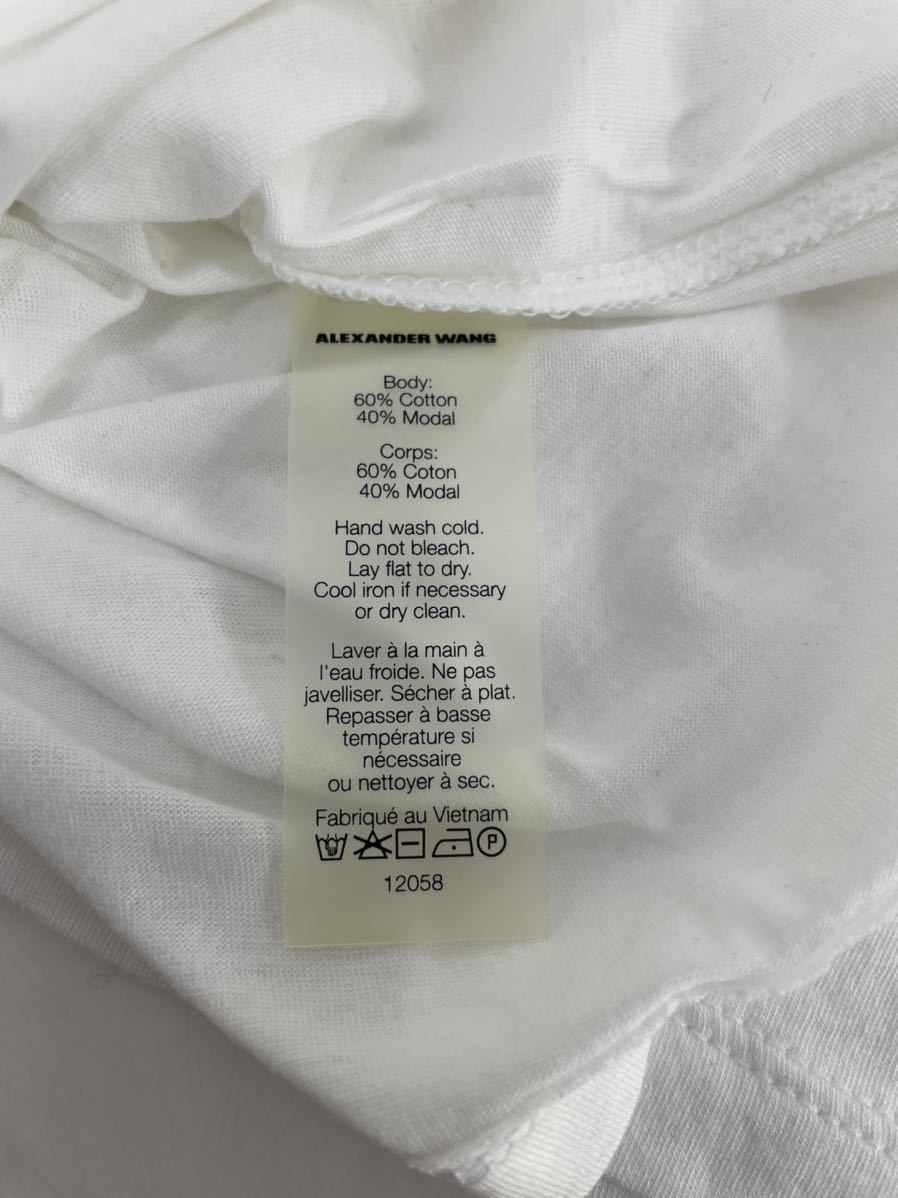 ALEXANDER WANG
Body:
60% Cotton
40% Modal
Corps:
60% Coton
40% Modal
Hand wash cold.
Do not bleach.
Lay flat to dry.
Cool iron if necessary
or dry clean.
Laver à la main à
l'eau froide. Ne pas
javelliser. Sécher à plat.
Repasser à basse
température si
nécessaire
ou nettoyer à sec.
Fabriqué au Vietnam
P
12058